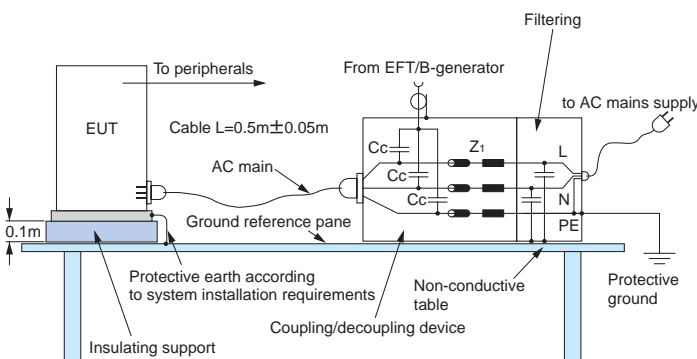 Filtering
To peripherals
From EFT/B-generator
to AC mains supply
EUT
Cable L=0.5m±0.05m
Cc
Z1
L
AC main
Cc
N
Cc
PE
0.1m
Ground reference pane
Protective earth according
to system installation requirements
Non-conductive
table
Protective
ground
Coupling/decoupling device
Insulating support